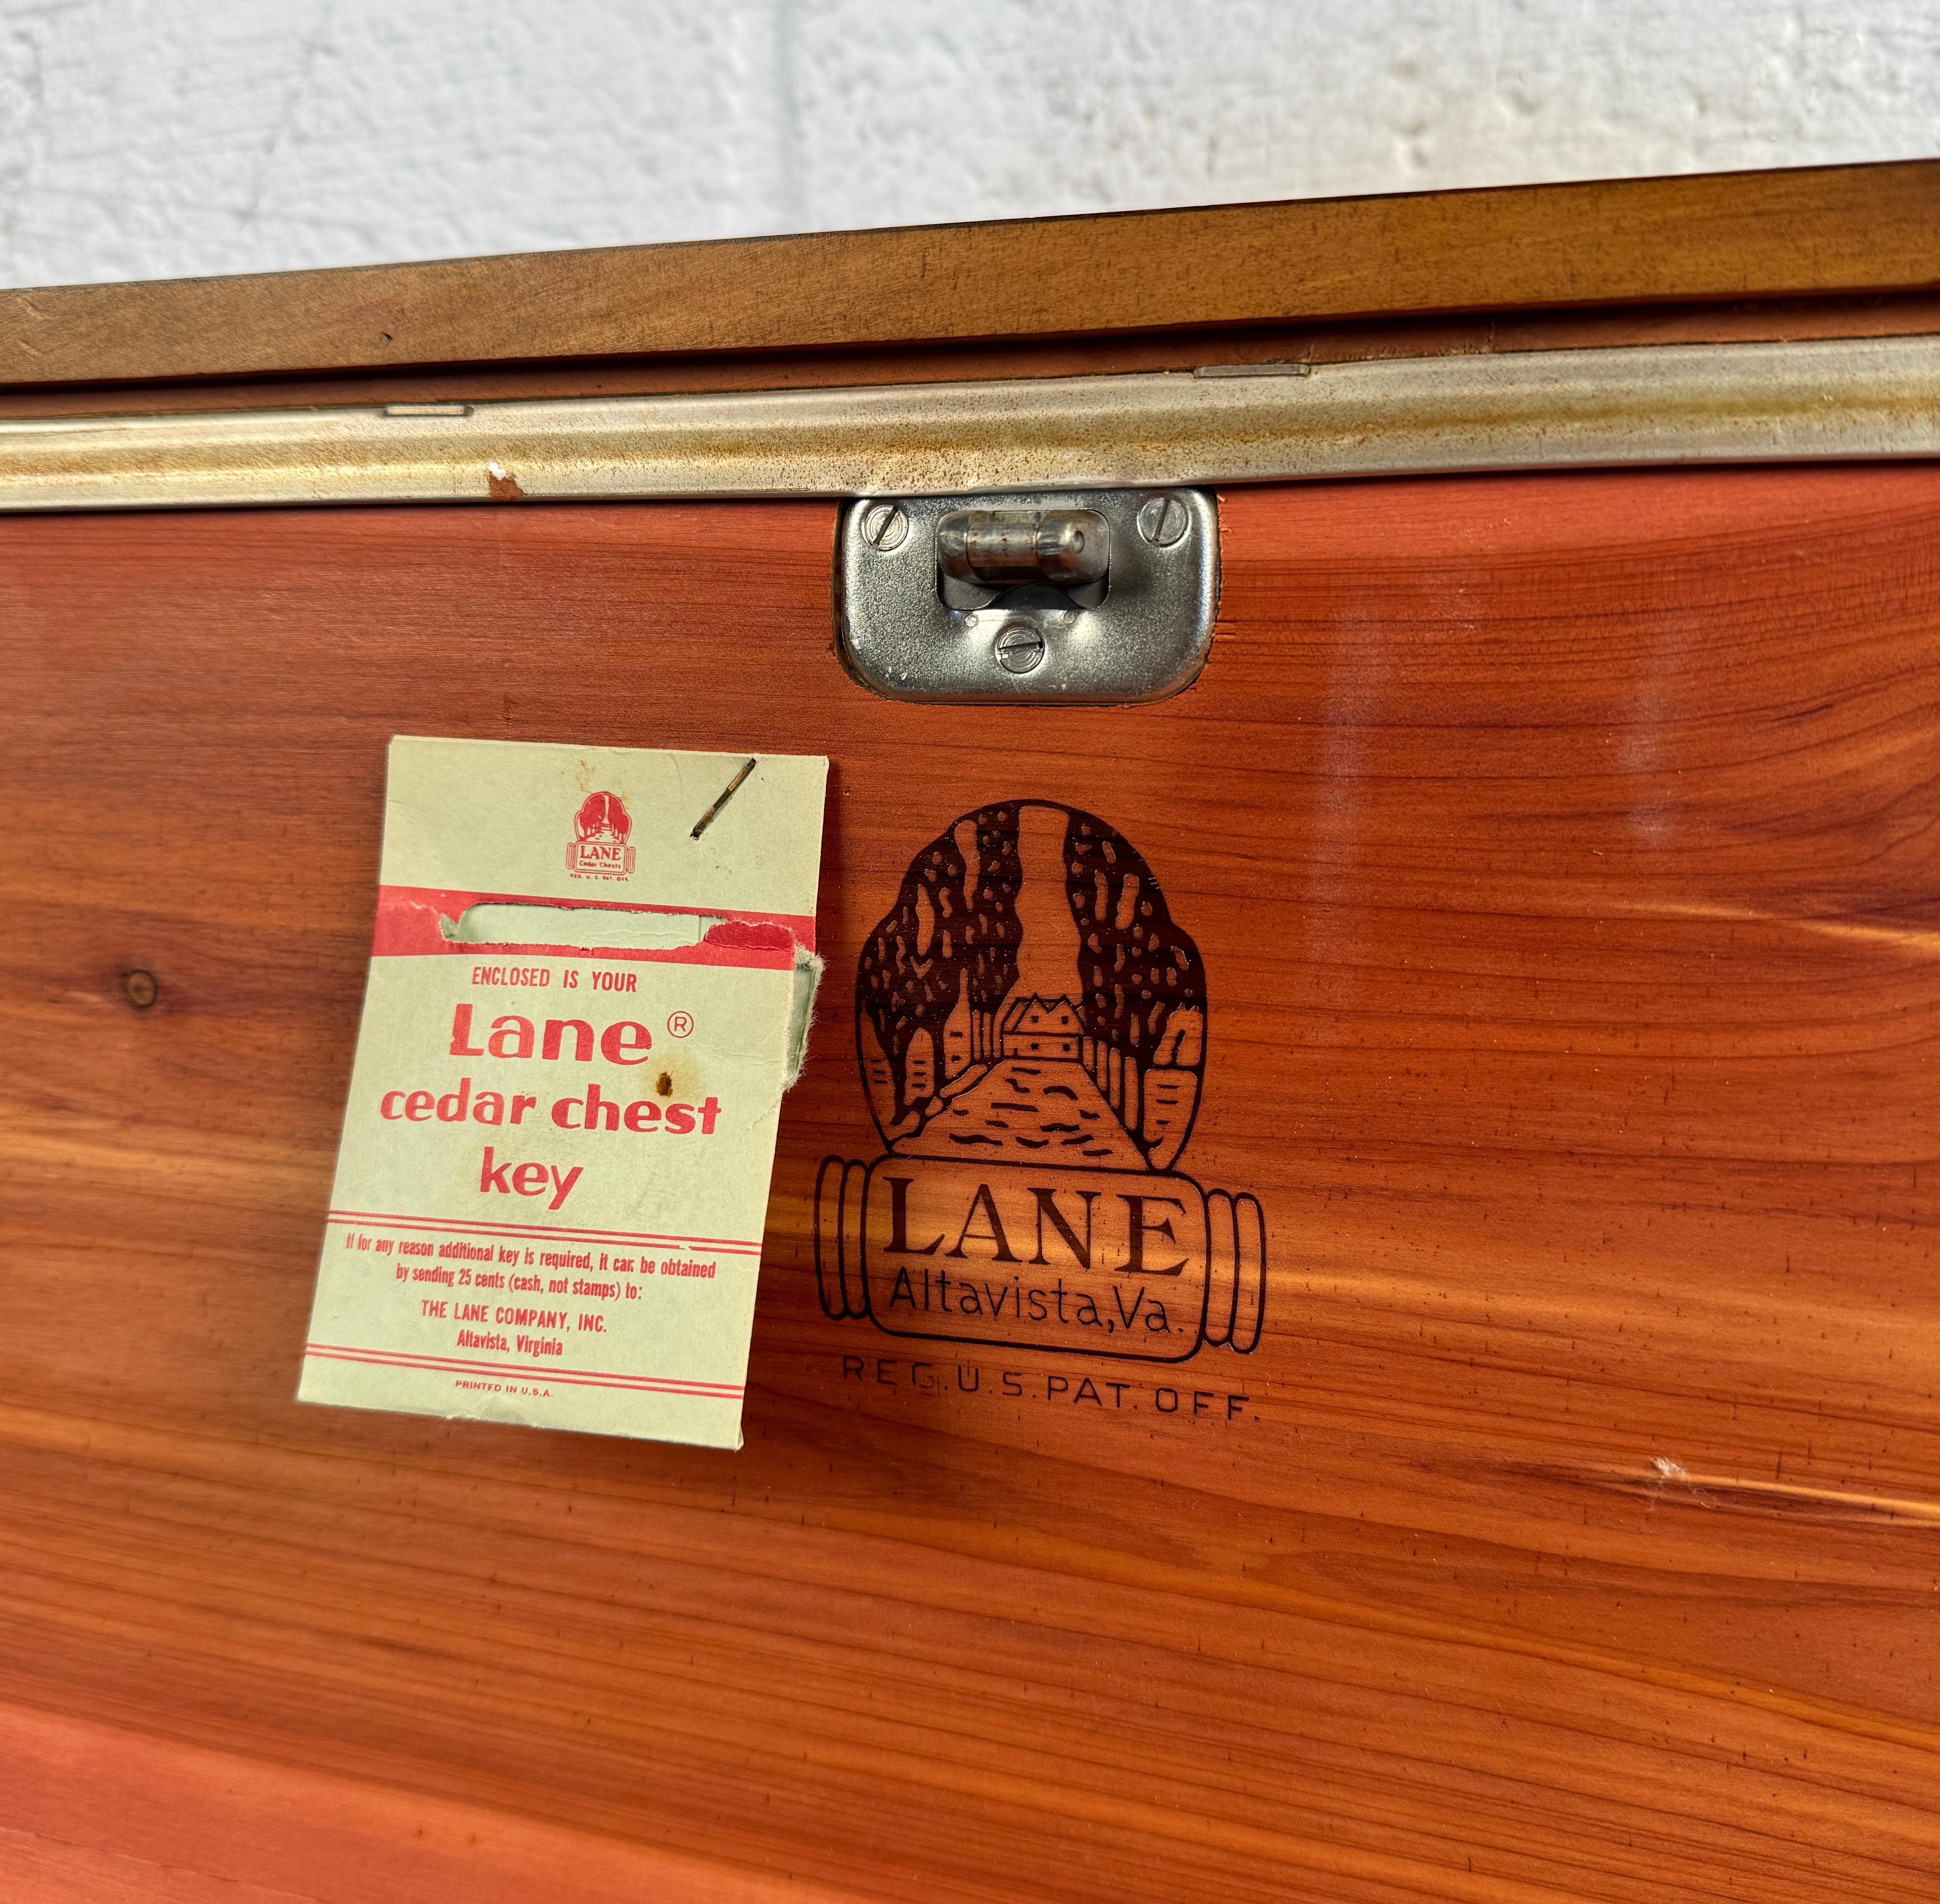 LANE
Cedar Chests
REG. U. S. PAT. OFF.
ENCLOSED IS YOUR
Lane®
cedar chest
key
If for any reason additional key is required, it can be obtained
by sending 25 cents (cash, not stamps) to:
THE LANE COMPANY, INC.
Altavista, Virginia
PRINTED IN U.S.A.
LANE
Altavista, Va.
REG. U.S. PAT. OFF.